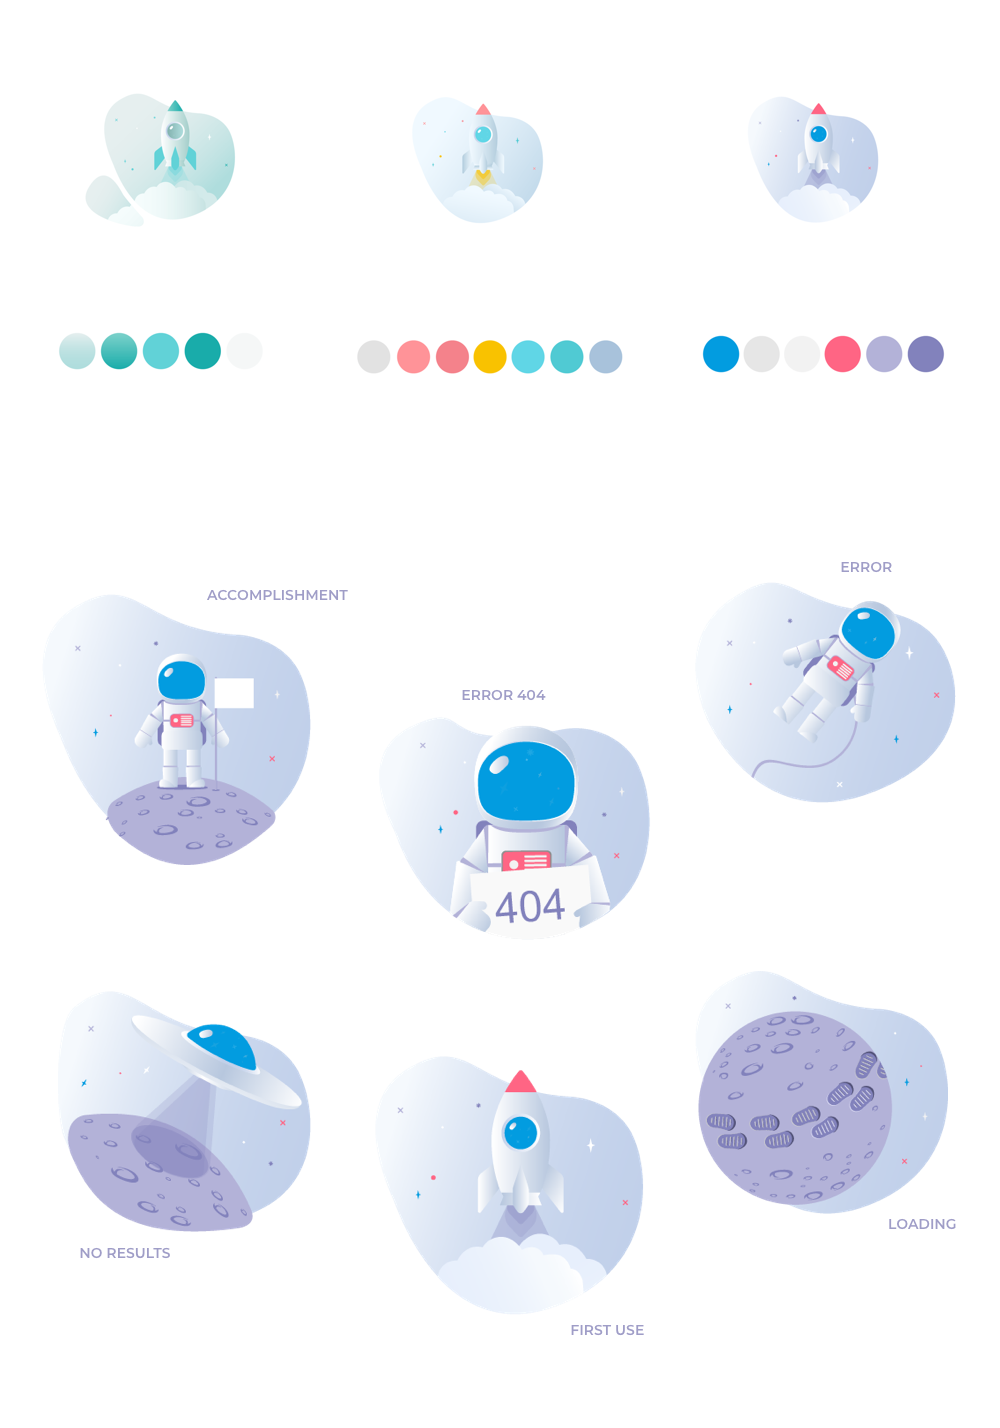 ERROR
ACCOMPLISHMENT
ERROR 404
404
LOADING
NO RESULTS
FIRST USE